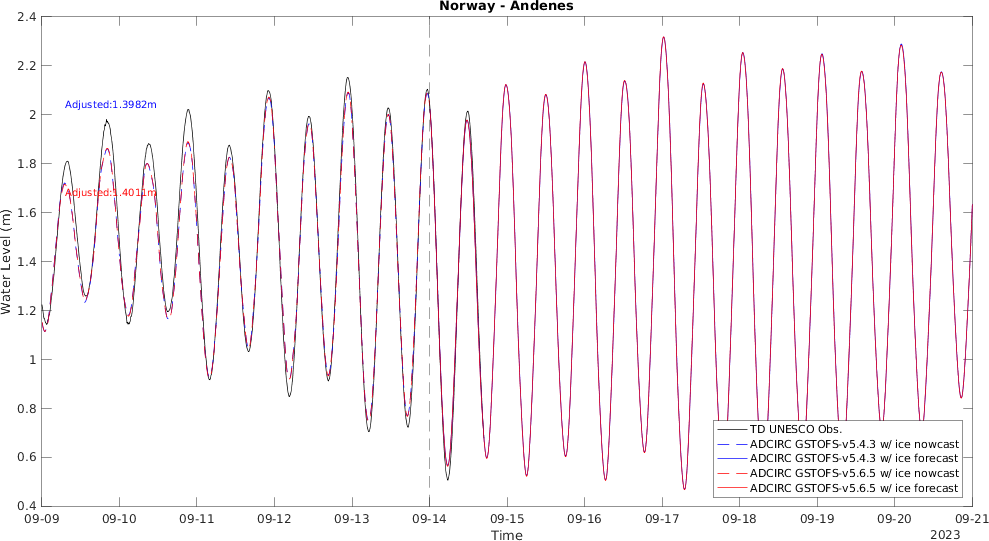 Norway - Andenes
2.4
2.2
2
1.8
1.6
1.4
1.2
1
0.8
0.6
0.4
Water Level (m)
Adjusted:1.3982m
Adjusted:1.4011m
TD UNESCO Obs.
ADCIRC GSTOFS-v5.4.3 w/ ice nowcast
ADCIRC GSTOFS-v5.4.3 w/ ice forecast
ADCIRC GSTOFS-v5.6.5 w/ ice nowcast
ADCIRC GSTOFS-v5.6.5 w/ ice forecast
09-09 09-10 09-11 09-12 09-13 09-14 09-15 09-16 09-17 09-18 09-19 09-20 09-21
Time
2023